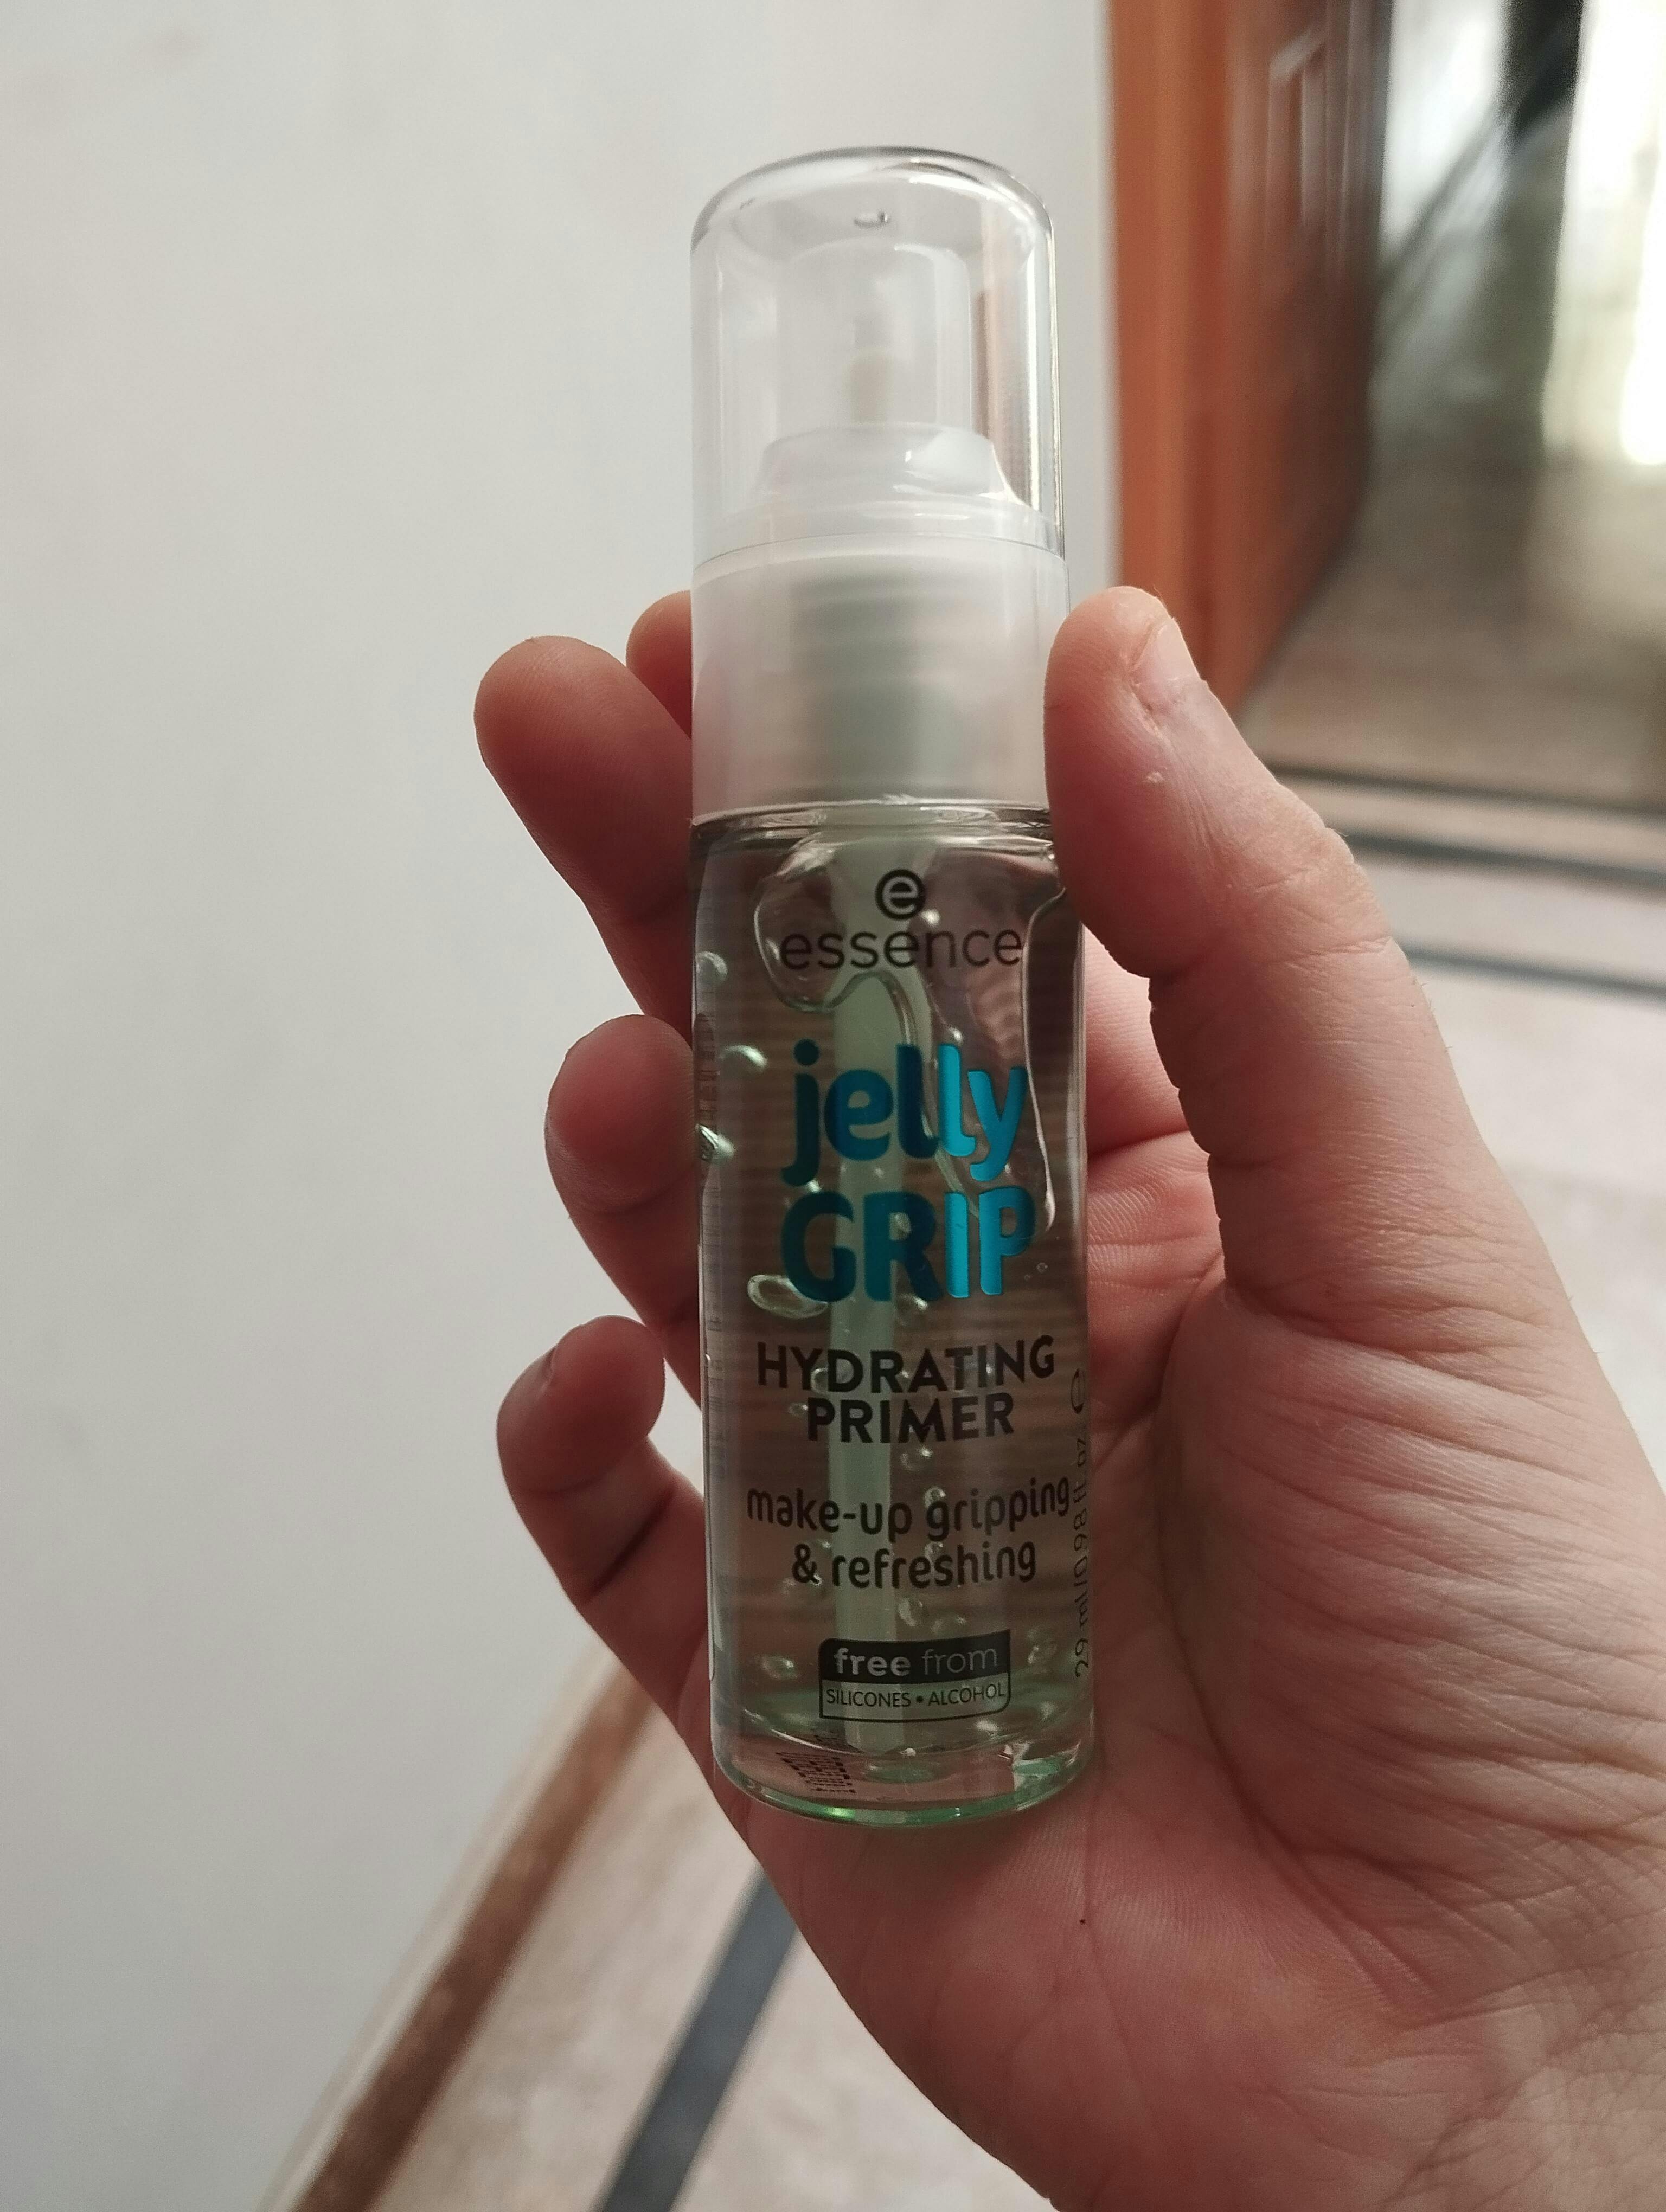 e
essence
jelly
GRIP
HYDRATING
PRIMER
make-up gripping
& refreshing
free from
SILICONES • ALCOHOL
29 ml/0.98 fl. oz. e